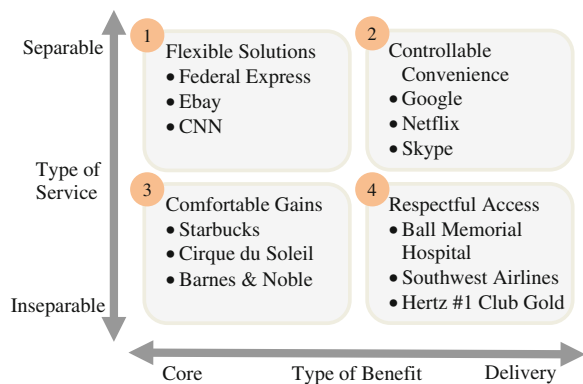 Separable
Type of
Service
Inseparable
1
Flexible Solutions
• Federal Express
• Ebay
• CNN
2
Controllable
Convenience
• Google
• Netflix
• Skype
3
Comfortable Gains
• Starbucks
• Cirque du Soleil
• Barnes & Noble
4
Respectful Access
• Ball Memorial
Hospital
• Southwest Airlines
• Hertz #1 Club Gold
Core
Type of Benefit
Delivery